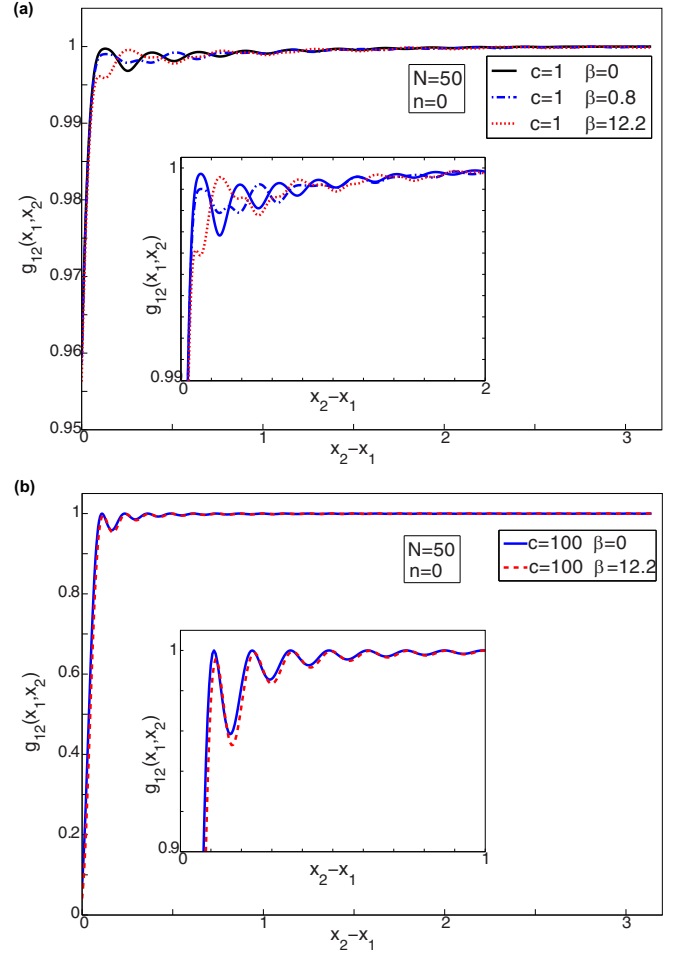 (a)
1
0.99
0.98
0.97
0.96
0.95
g12(x1,x2)
N=50
n=0
c=1 β=0
c=1 β=0.8
c=1 β=12.2
1
0.99
g12(x1,x2)
0 2
x2−x1
0 1 2 3
x2−x1
(b)
1
0.8
0.6
0.4
0.2
0
g12(x1,x2)
N=50
n=0
c=100 β=0
c=100 β=12.2
1
0.9
g12(x1,x2)
0 1
x2−x1
0 1 2 3
x2−x1